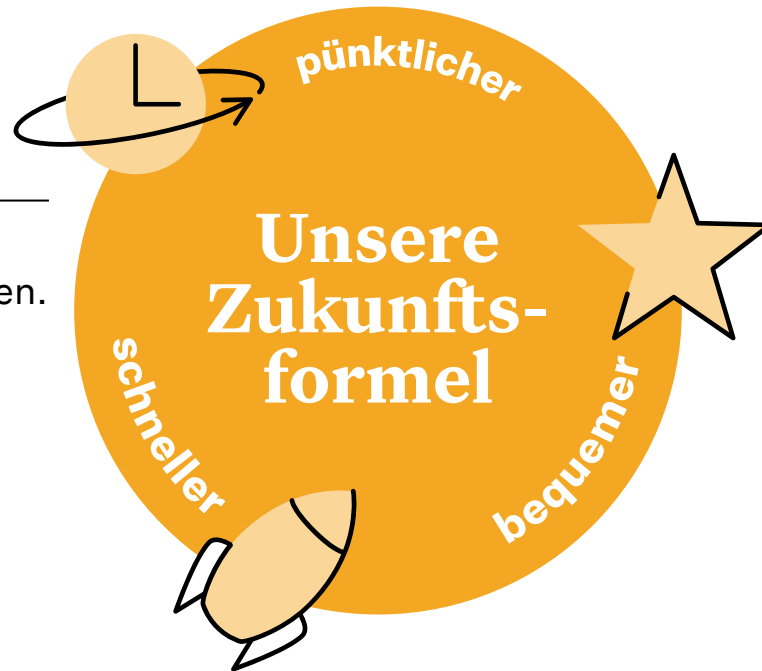 pünktlicher
Unsere
Zukunfts-
formel
en.
schneller
bequemer